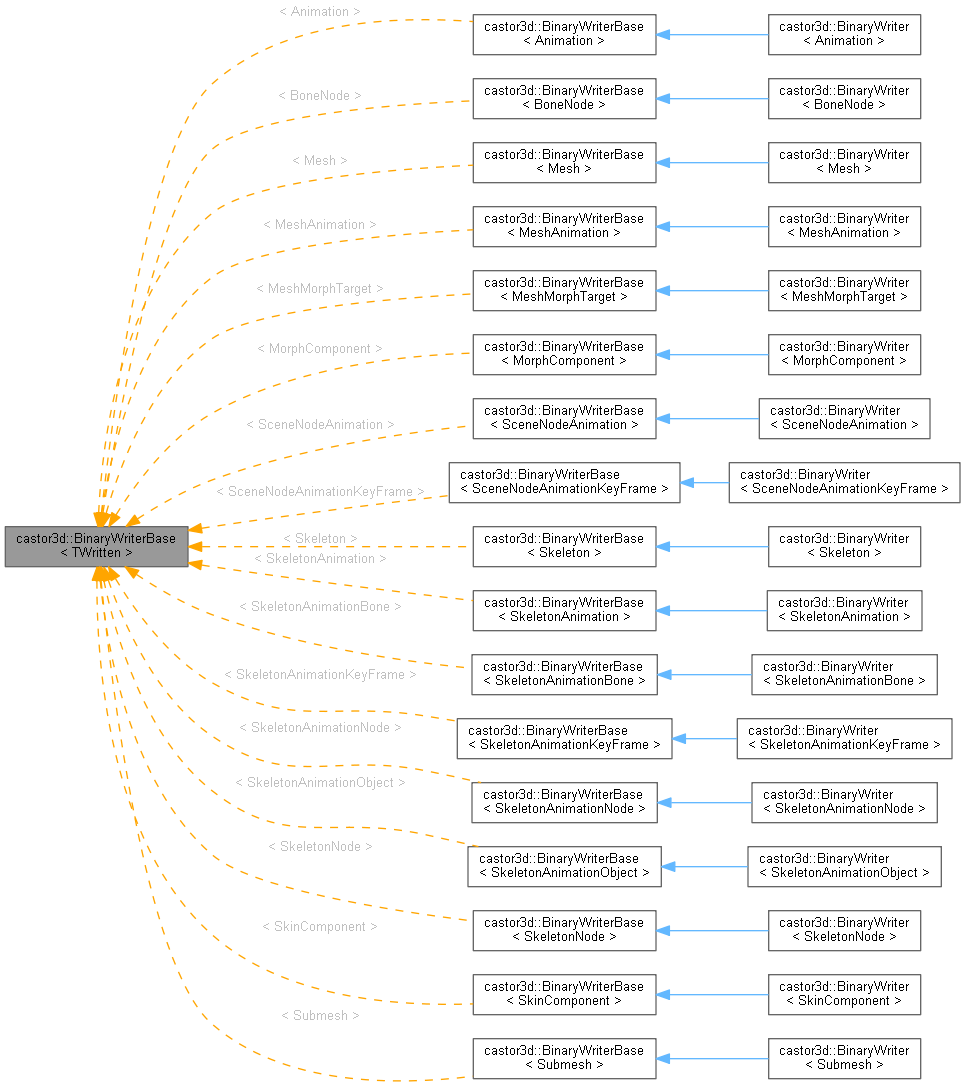 < Animation >
castor3d::BinaryWriterBase
< Animation >
castor3d::BinaryWriter
< Animation >
< BoneNode >
castor3d::BinaryWriterBase
< BoneNode >
castor3d::BinaryWriter
< BoneNode >
< Mesh >
castor3d::BinaryWriterBase
< Mesh >
castor3d::BinaryWriter
< Mesh >
< MeshAnimation >
castor3d::BinaryWriterBase
< MeshAnimation >
castor3d::BinaryWriter
< MeshAnimation >
< MeshMorphTarget >
castor3d::BinaryWriterBase
< MeshMorphTarget >
castor3d::BinaryWriter
< MeshMorphTarget >
< MorphComponent >
castor3d::BinaryWriterBase
< MorphComponent >
castor3d::BinaryWriter
< MorphComponent >
< SceneNodeAnimation >
castor3d::BinaryWriterBase
< SceneNodeAnimation >
castor3d::BinaryWriter
< SceneNodeAnimation >
< SceneNodeAnimationKeyFrame >
castor3d::BinaryWriterBase
< SceneNodeAnimationKeyFrame >
castor3d::BinaryWriter
< SceneNodeAnimationKeyFrame >
castor3d::BinaryWriterBase
< TWritten >
< Skeleton >
castor3d::BinaryWriterBase
< Skeleton >
castor3d::BinaryWriter
< Skeleton >
< SkeletonAnimation >
castor3d::BinaryWriterBase
< SkeletonAnimation >
castor3d::BinaryWriter
< SkeletonAnimation >
< SkeletonAnimationBone >
castor3d::BinaryWriterBase
< SkeletonAnimationBone >
castor3d::BinaryWriter
< SkeletonAnimationBone >
< SkeletonAnimationKeyFrame >
castor3d::BinaryWriterBase
< SkeletonAnimationKeyFrame >
castor3d::BinaryWriter
< SkeletonAnimationKeyFrame >
< SkeletonAnimationNode >
castor3d::BinaryWriterBase
< SkeletonAnimationNode >
castor3d::BinaryWriter
< SkeletonAnimationNode >
< SkeletonAnimationObject >
castor3d::BinaryWriterBase
< SkeletonAnimationObject >
castor3d::BinaryWriter
< SkeletonAnimationObject >
< SkeletonNode >
castor3d::BinaryWriterBase
< SkeletonNode >
castor3d::BinaryWriter
< SkeletonNode >
< SkinComponent >
castor3d::BinaryWriterBase
< SkinComponent >
castor3d::BinaryWriter
< SkinComponent >
< Submesh >
castor3d::BinaryWriterBase
< Submesh >
castor3d::BinaryWriter
< Submesh >